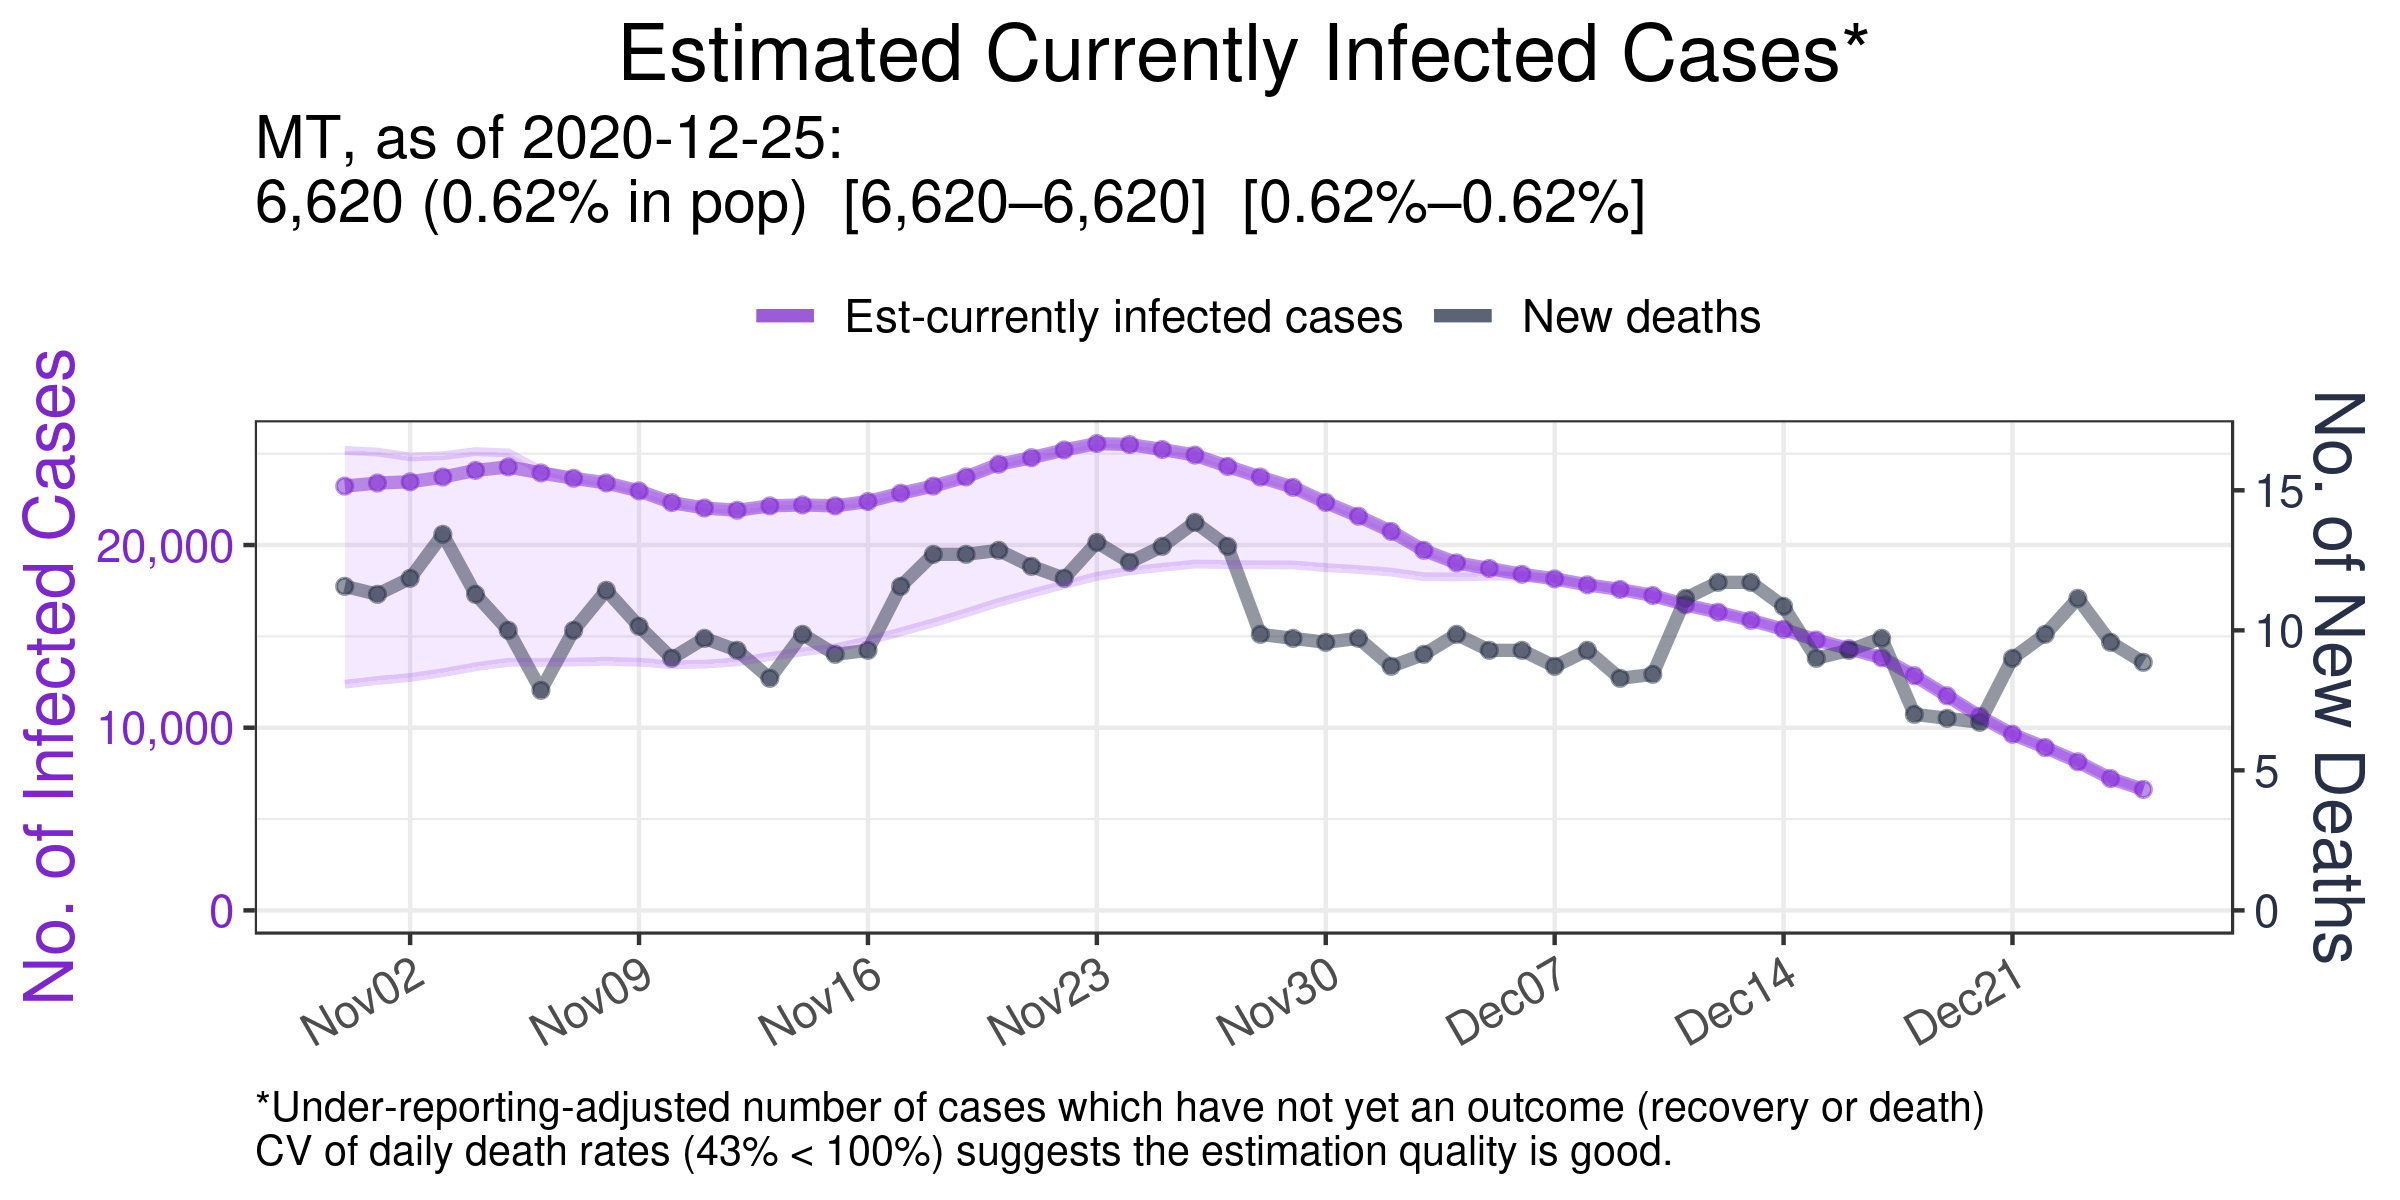 Estimated Currently Infected Cases*
MT, as of 2020-12-25:
6,620 (0.62% in pop)  [6,620–6,620]  [0.62%–0.62%]
Est-currently infected cases
New deaths
No. of Infected Cases
20,000
10,000
0
15
10
5
0
No. of New Deaths
Nov02
Nov09
Nov16
Nov23
Nov30
Dec07
Dec14
Dec21
*Under-reporting-adjusted number of cases which have not yet an outcome (recovery or death)
CV of daily death rates (43% < 100%) suggests the estimation quality is good.